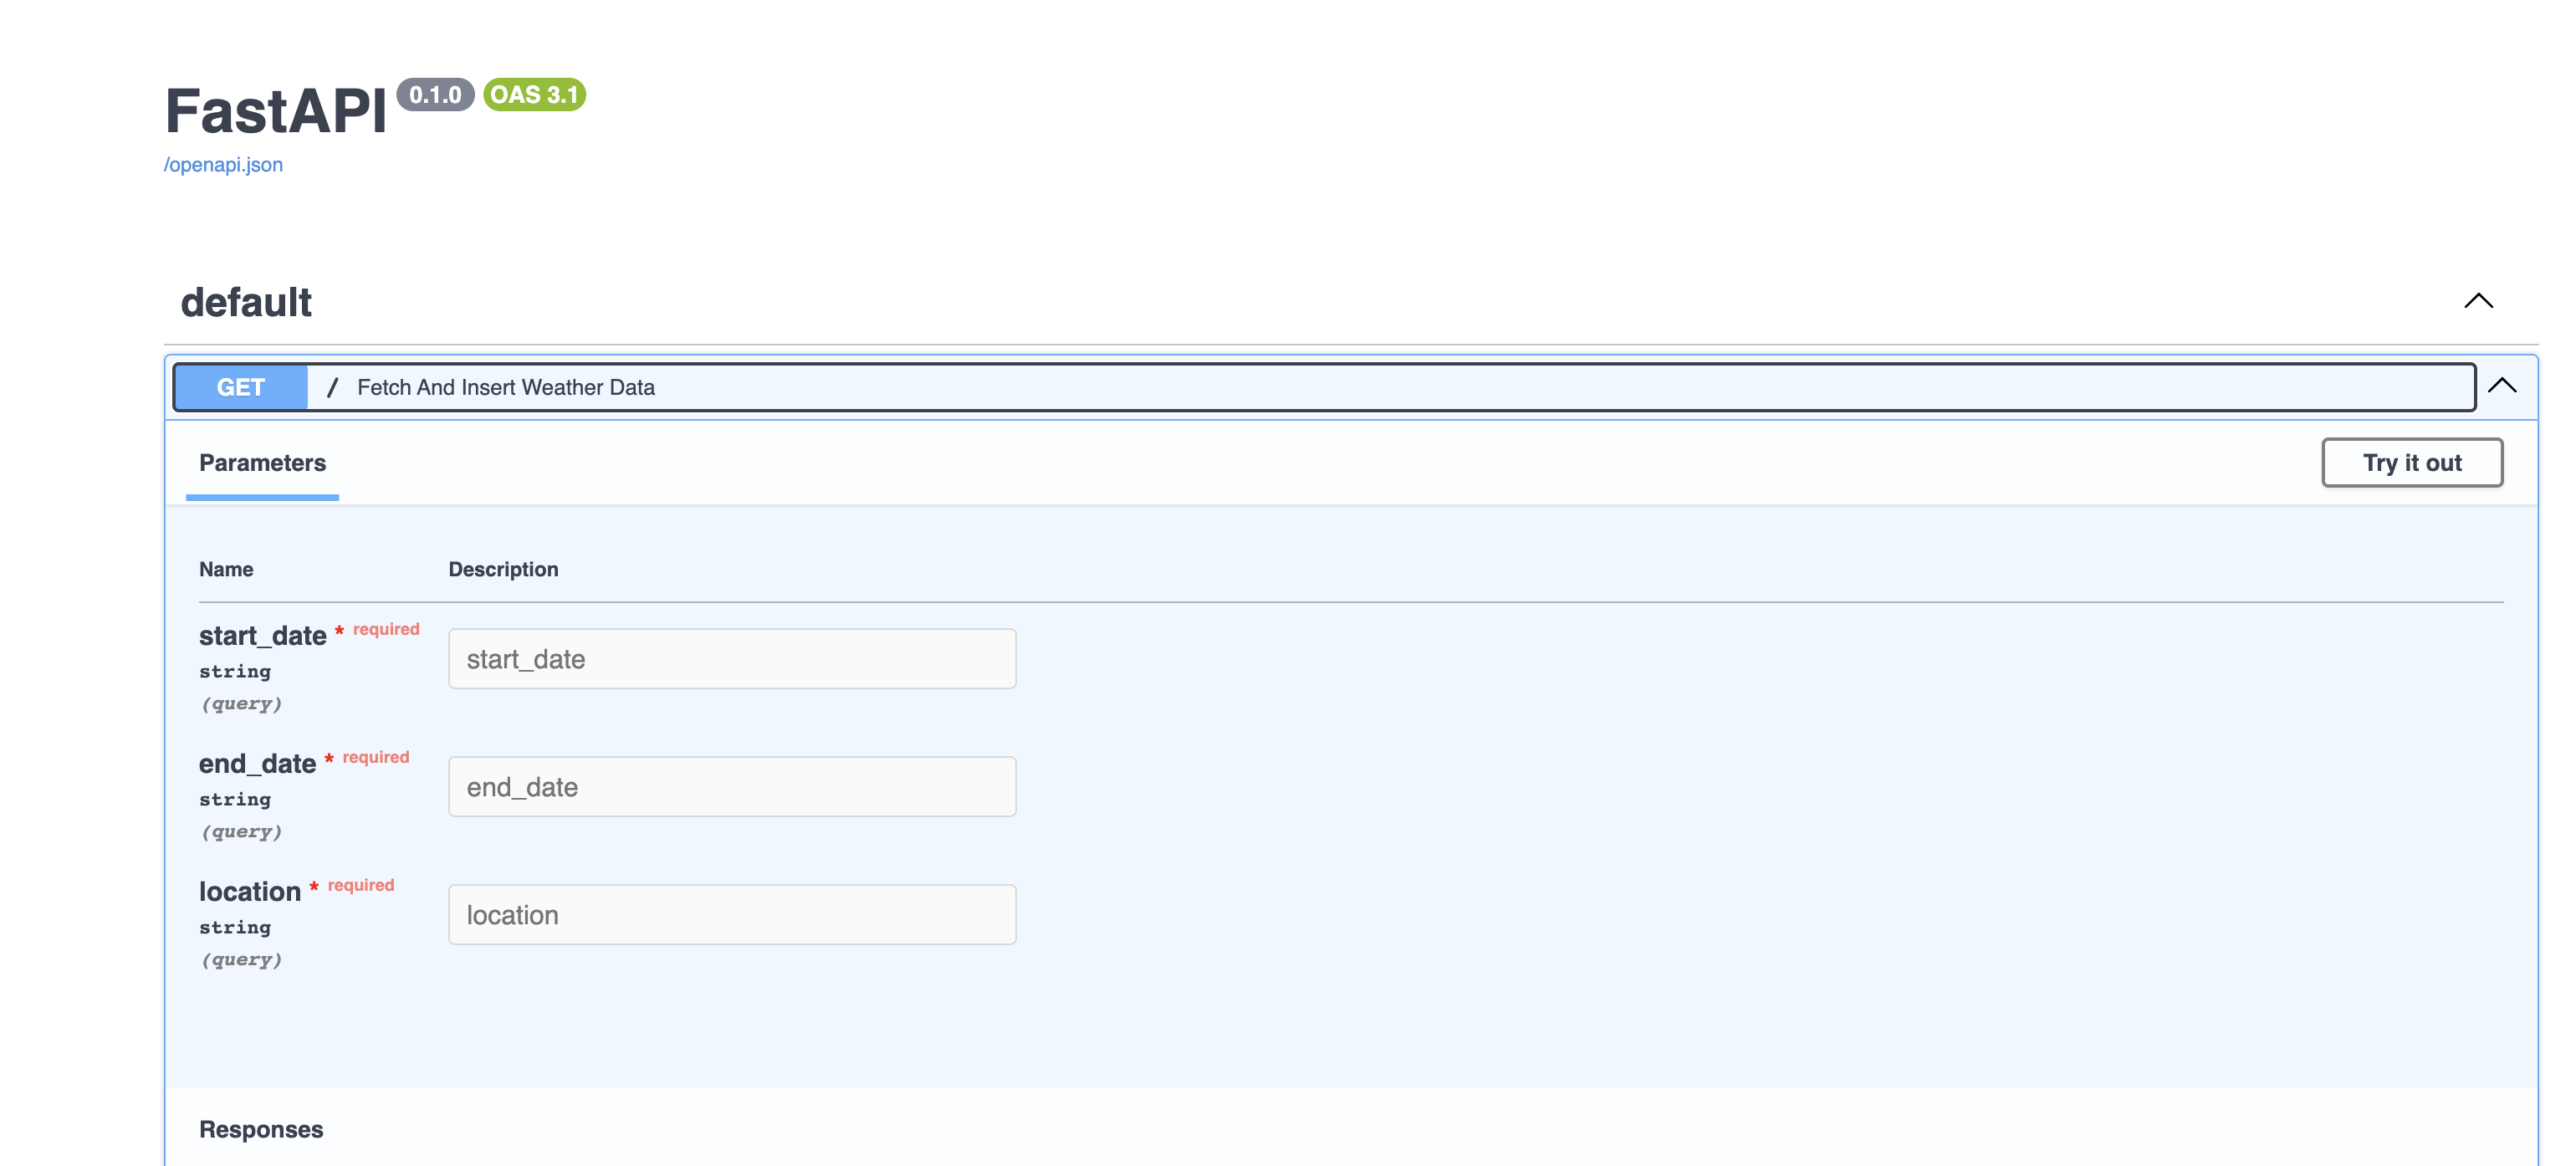 FastAPI 0.1.0 OAS 3.1
/openapi.json
default
GET / Fetch And Insert Weather Data
Parameters
Try it out
Name Description
start_date * required
string
(query)
start_date
end_date * required
string
(query)
end_date
location * required
string
(query)
location
Responses